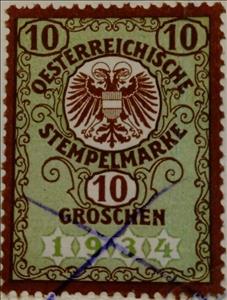 10 10
OESTERREICHISCHE
STEMPELMARKE
10
GROSCHEN
1934